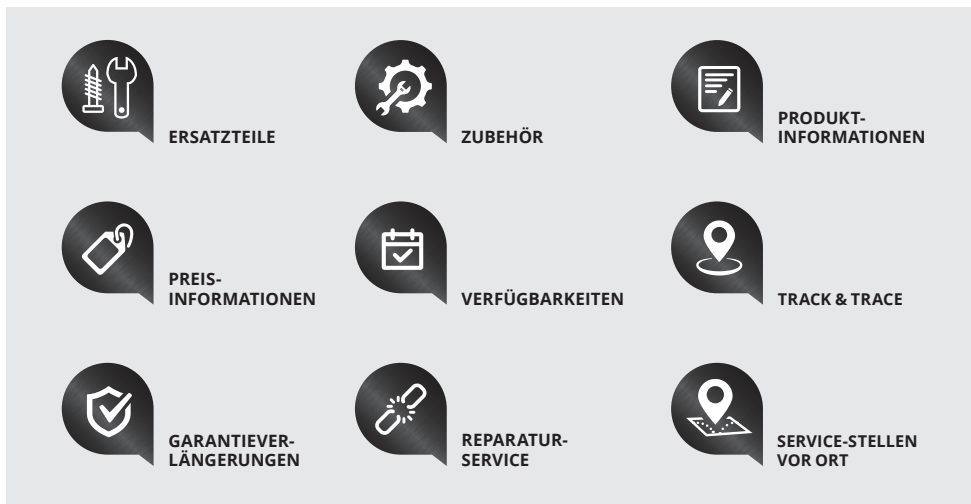 ERSATZTEILE
ZUBEHÖR
PRODUKT-
INFORMATIONEN
PREIS-
INFORMATIONEN
VERFÜGBARKEITEN
TRACK & TRACE
GARANTIEVER-
LÄNGERUNGEN
REPARATUR-
SERVICE
SERVICE-STELLEN
VOR ORT